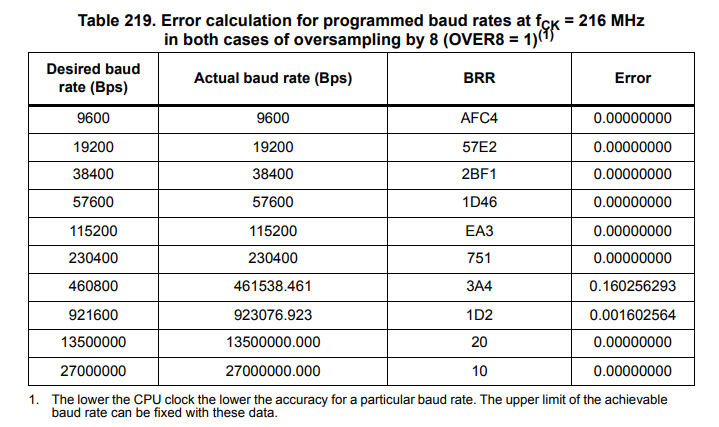 Table 219. Error calculation for programmed baud rates at fCK = 216 MHz
in both cases of oversampling by 8 (OVER8 = 1)(1)
Desired baud rate (Bps) Actual baud rate (Bps) BRR Error
9600 9600 AFC4 0.00000000
19200 19200 57E2 0.00000000
38400 38400 2BF1 0.00000000
57600 57600 1D46 0.00000000
115200 115200 EA3 0.00000000
230400 230400 751 0.00000000
460800 461538.461 3A4 0.160256293
921600 923076.923 1D2 0.001602564
13500000 13500000.000 20 0.00000000
27000000 27000000.000 10 0.00000000
1. The lower the CPU clock the lower the accuracy for a particular baud rate. The upper limit of the achievable
baud rate can be fixed with these data.